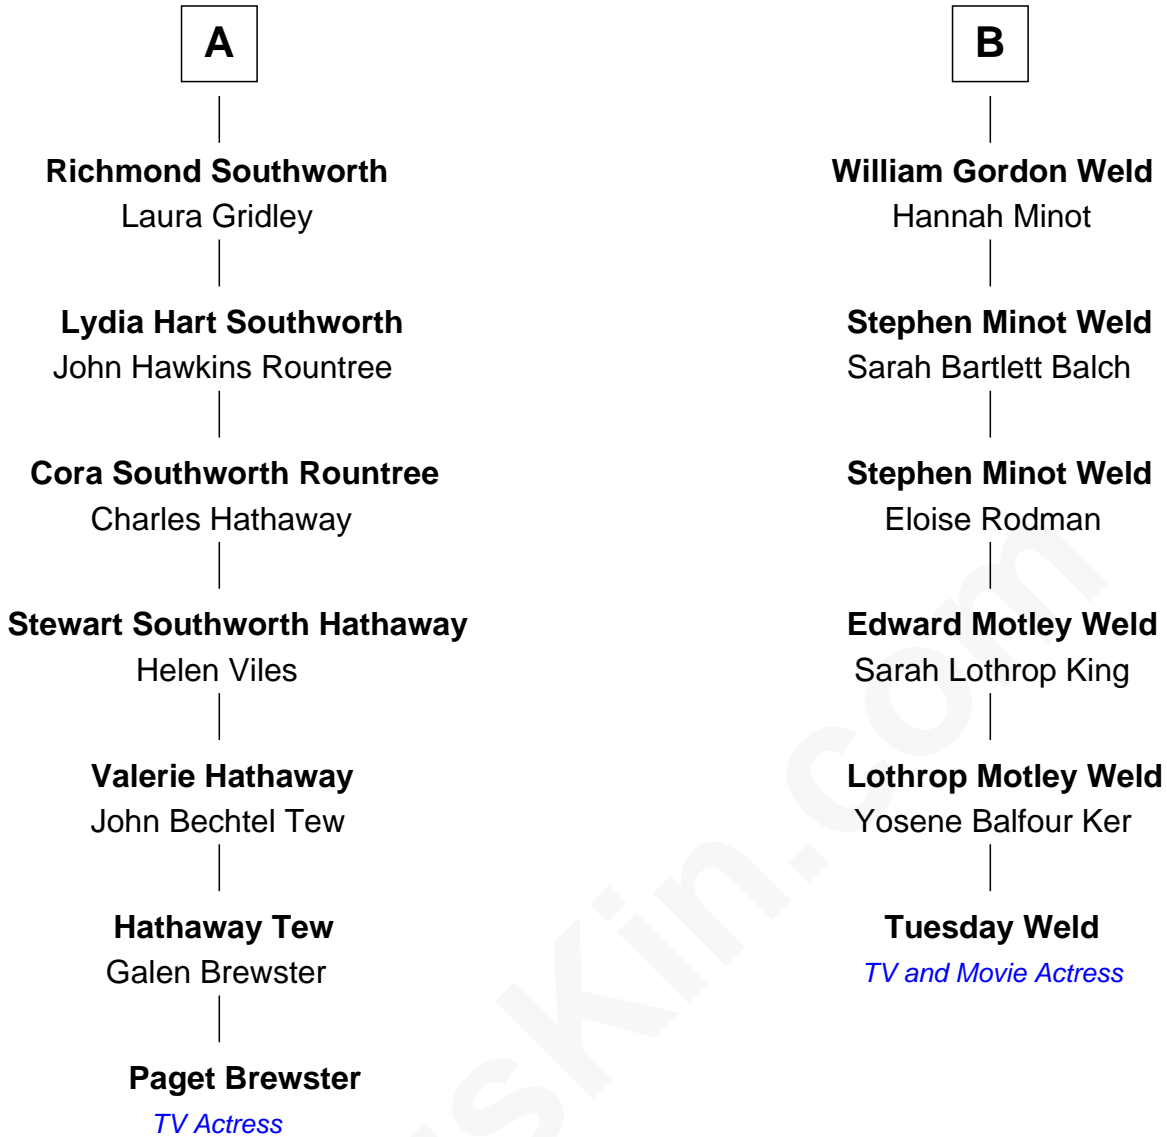 A
Richmond Southworth
Laura Gridley
Lydia Hart Southworth
John Hawkins Rountree
Cora Southworth Rountree
Charles Hathaway
Stewart Southworth Hathaway
Helen Viles
Valerie Hathaway
John Bechtel Tew
Hathaway Tew
Galen Brewster
Paget Brewster
TV Actress
B
William Gordon Weld
Hannah Minot
Stephen Minot Weld
Sarah Bartlett Balch
Stephen Minot Weld
Eloise Rodman
Edward Motley Weld
Sarah Lothrop King
Lothrop Motley Weld
Yosene Balfour Ker
Tuesday Weld
TV and Movie Actress
sKin.com